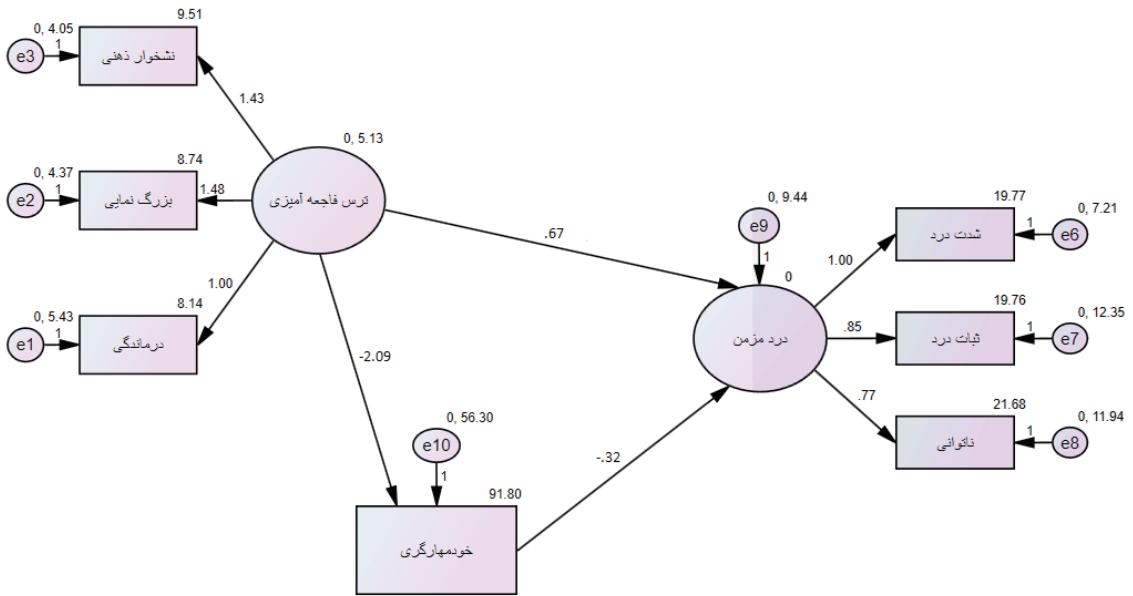 9.51
0, 4.05
e3
1
نشخوار ذهنی
1.43
0, 5.13
8.74
0, 4.37
e2
1
بزرگ نمایی
1.48
ترس فاجعه آمیزی
1.00
8.14
0, 5.43
e1
1
درماندگی
.67
-2.09
0, 9.44
e9
1
0
درد مزمن
19.77
0, 7.21
شدت درد
1
e6
1.00
19.76
0, 12.35
ثبات درد
1
e7
.85
.77
21.68
0, 11.94
ناتوانی
1
e8
0, 56.30
e10
1
91.80
خودمهارگری
-.32